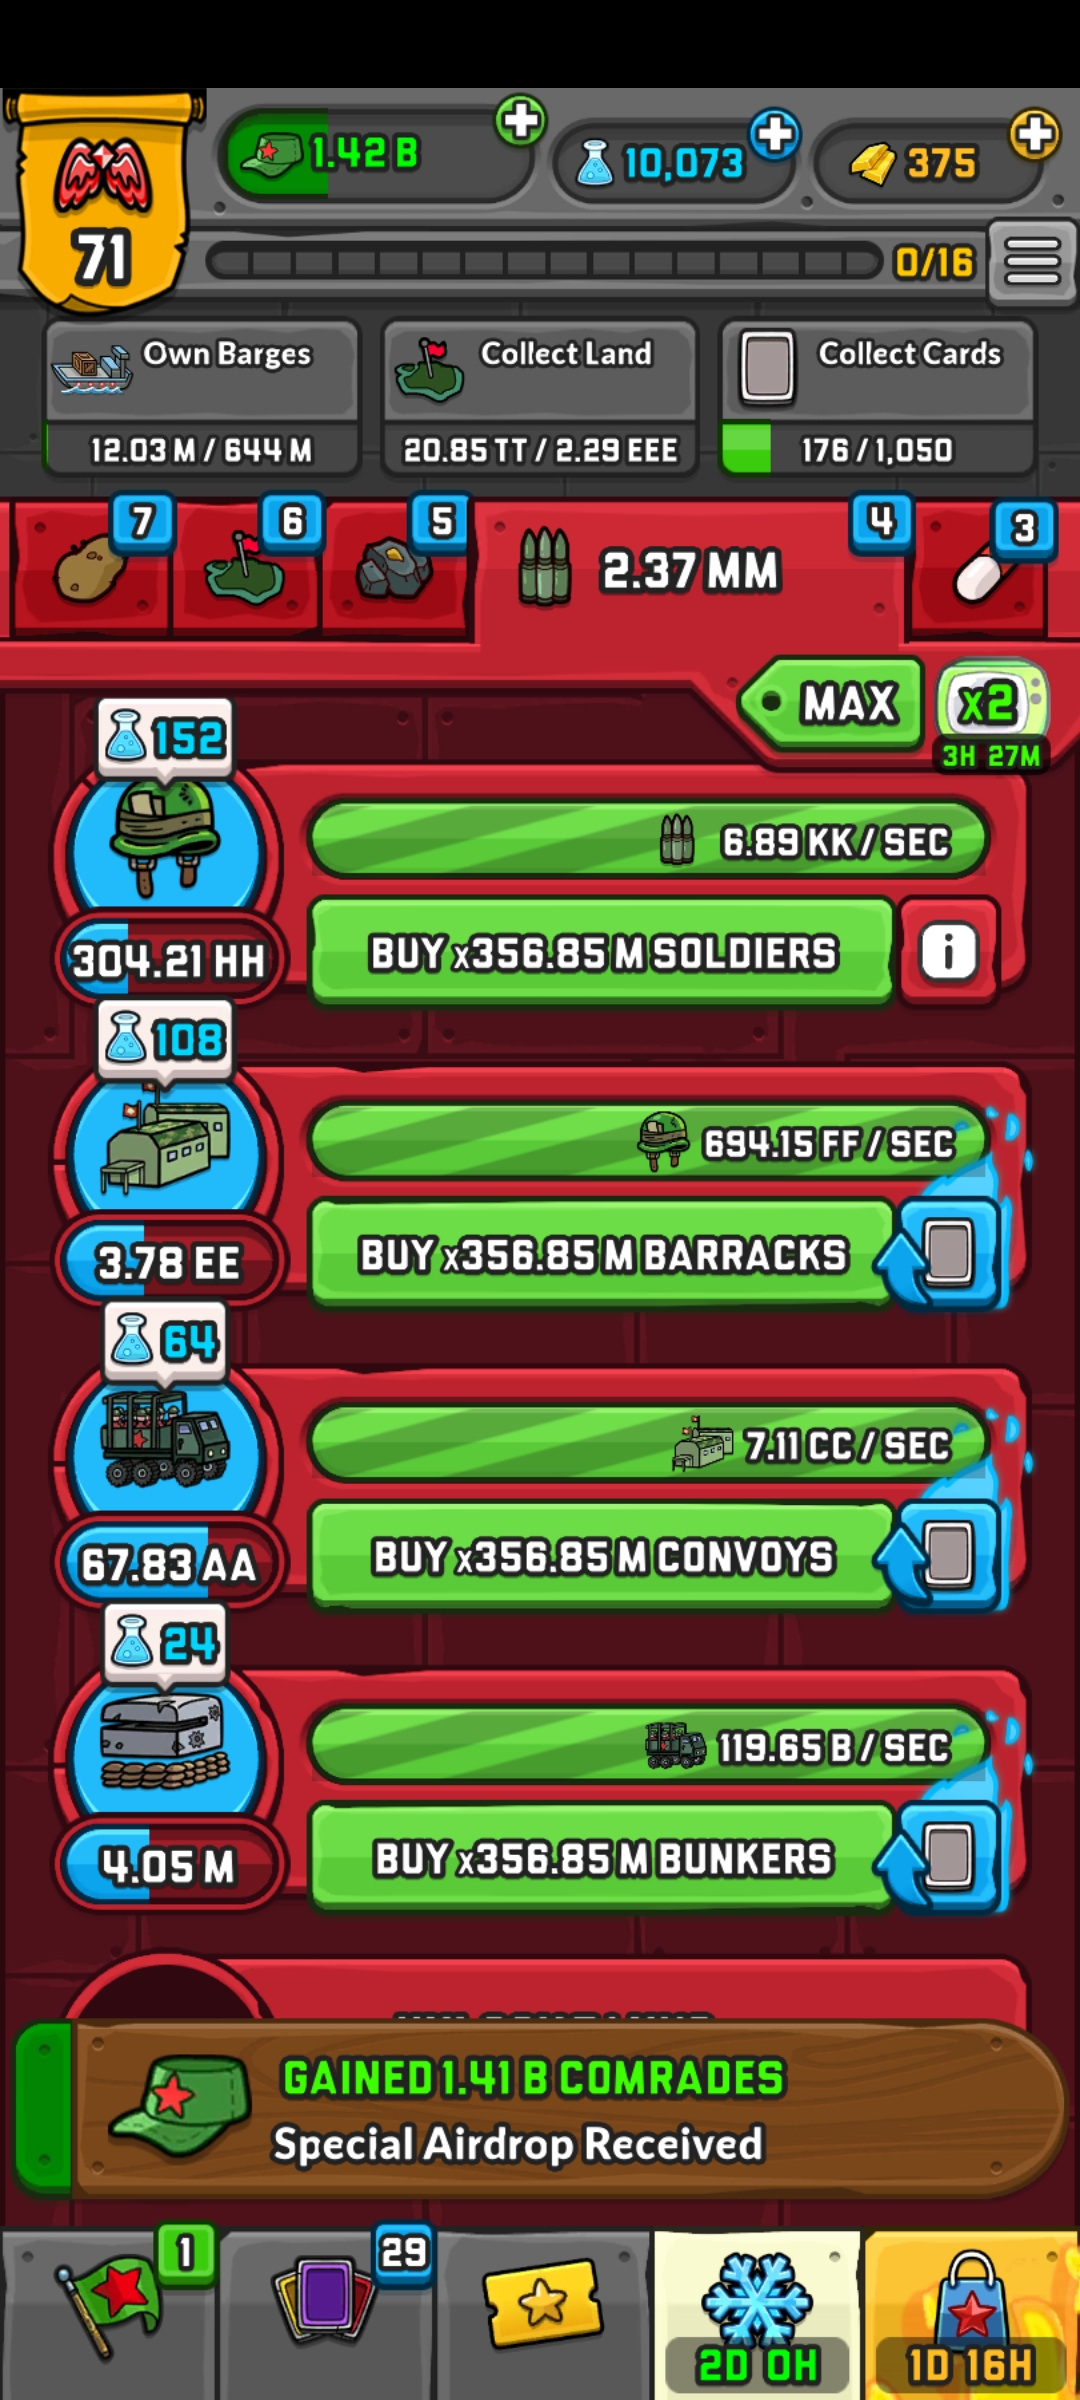 1.42 B
10,073
375
71
0/16
Own Barges
12.03 M / 644 M
Collect Land
20.85 TT / 2.29 EEE
Collect Cards
176 / 1,050
7
6
5
2.37 MM
4
3
MAX
x2
3H 27M
152
6.89 KK / SEC
304.21 HH
BUY x356.85 M SOLDIERS
i
108
694.15 FF / SEC
3.78 EE
BUY x356.85 M BARRACKS
64
7.11 CC / SEC
67.83 AA
BUY x356.85 M CONVOYS
24
119.65 B / SEC
4.05 M
BUY x356.85 M BUNKERS
GAINED 1.41 B COMRADES
Special Airdrop Received
1
29
2D 0H
1D 16H